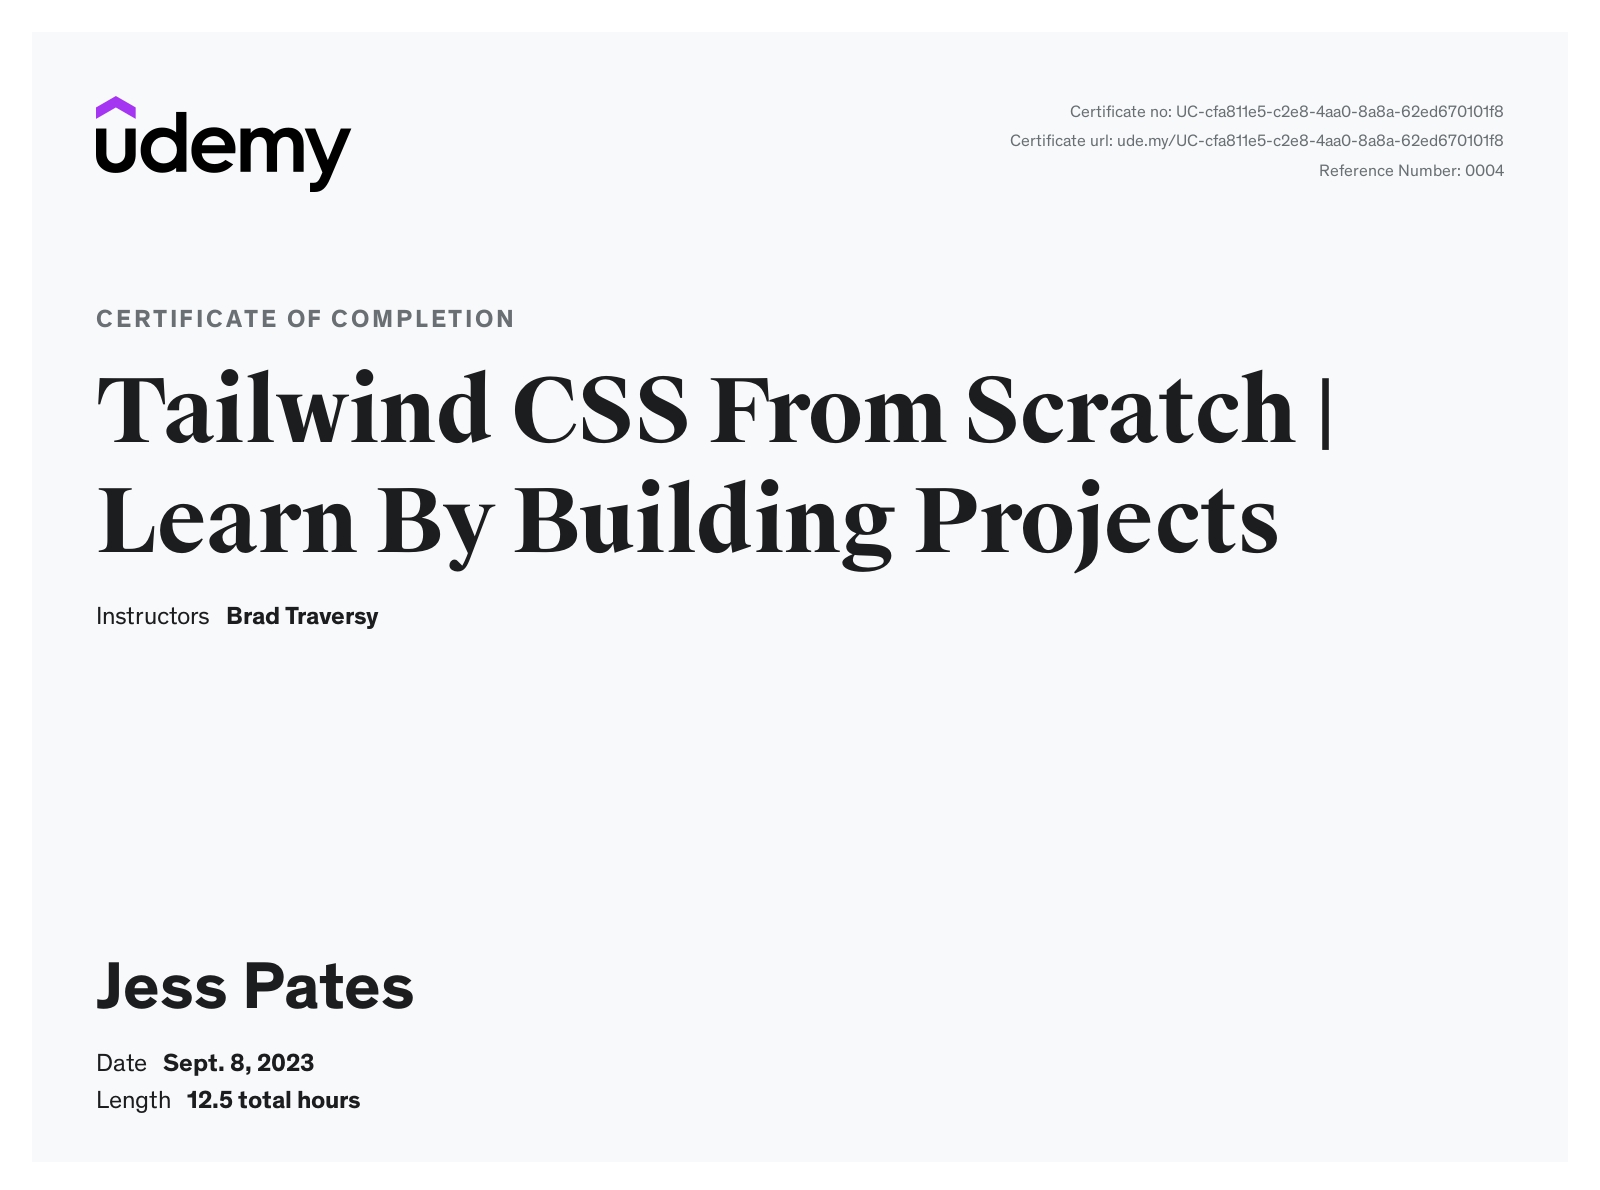 udemy
Certificate no: UC-cfa811e5-c2e8-4aa0-8a8a-62ed670101f8
Certificate url: ude.my/UC-cfa811e5-c2e8-4aa0-8a8a-62ed670101f8
Reference Number: 0004
CERTIFICATE OF COMPLETION
Tailwind CSS From Scratch |
Learn By Building Projects
Instructors Brad Traversy
Jess Pates
Date Sept. 8, 2023
Length 12.5 total hours